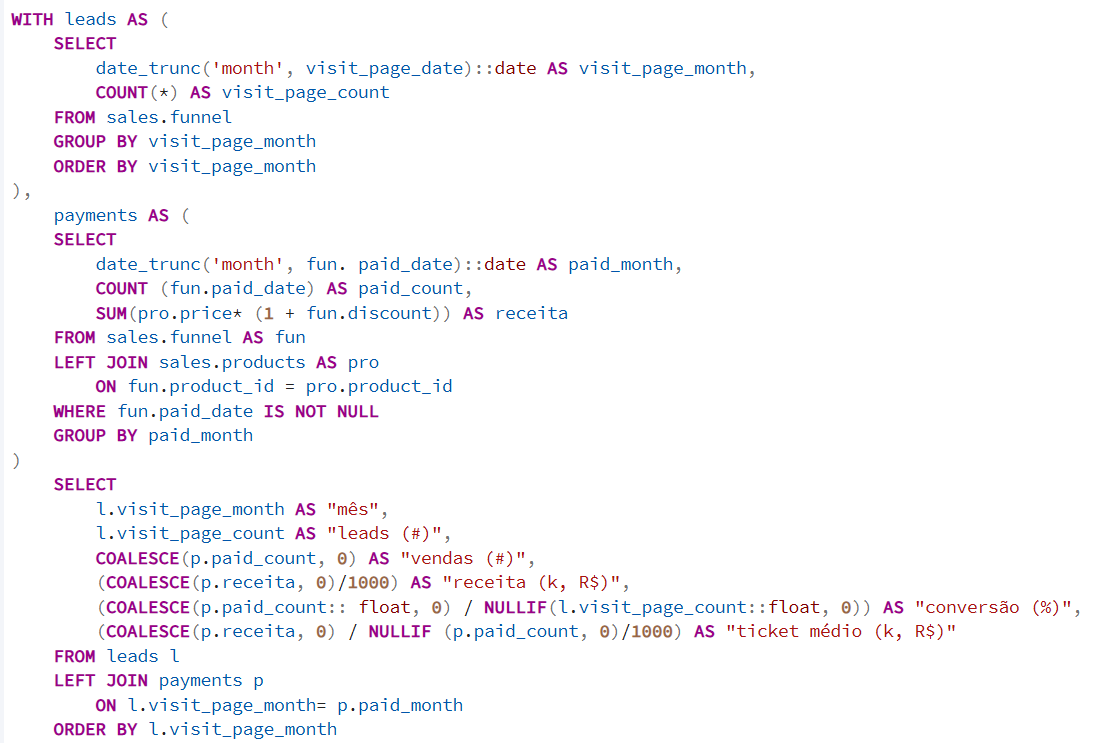 WITH leads AS (
    SELECT
        date_trunc('month', visit_page_date)::date AS visit_page_month,
        COUNT(*) AS visit_page_count
    FROM sales.funnel
    GROUP BY visit_page_month
    ORDER BY visit_page_month
),
    payments AS (
    SELECT
        date_trunc('month', fun. paid_date)::date AS paid_month,
        COUNT (fun.paid_date) AS paid_count,
        SUM(pro.price* (1 + fun.discount)) AS receita
    FROM sales.funnel AS fun
    LEFT JOIN sales.products AS pro
        ON fun.product_id = pro.product_id
    WHERE fun.paid_date IS NOT NULL
    GROUP BY paid_month
)
    SELECT
        l.visit_page_month AS "mês",
        l.visit_page_count AS "leads (#)",
        COALESCE(p.paid_count, 0) AS "vendas (#)",
        (COALESCE(p.receita, 0)/1000) AS "receita (k, R$)",
        (COALESCE(p.paid_count:: float, 0) / NULLIF(l.visit_page_count::float, 0)) AS "conversão (%)",
        (COALESCE(p.receita, 0) / NULLIF (p.paid_count, 0)/1000) AS "ticket médio (k, R$)"
    FROM leads l
    LEFT JOIN payments p
        ON l.visit_page_month= p.paid_month
    ORDER BY l.visit_page_month